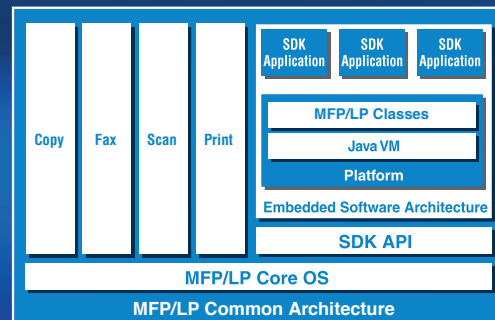 Copy
Fax
Scan
Print
SDK
Application
SDK
Application
SDK
Application
MFP/LP Classes
Java VM
Platform
Embedded Software Architecture
SDK API
MFP/LP Core OS
MFP/LP Common Architecture